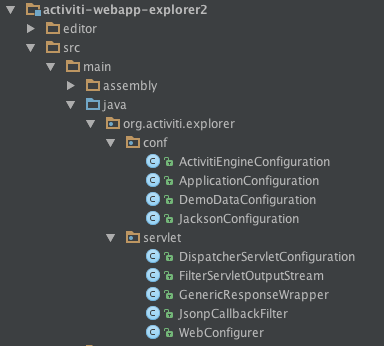 activiti-webapp-explorer2
editor
src
main
assembly
java
org.activiti.explorer
conf
ActivitiEngineConfiguration
ApplicationConfiguration
DemoDataConfiguration
JacksonConfiguration
servlet
DispatcherServletConfiguration
FilterServletOutputStream
GenericResponseWrapper
JsonpCallbackFilter
WebConfigurer